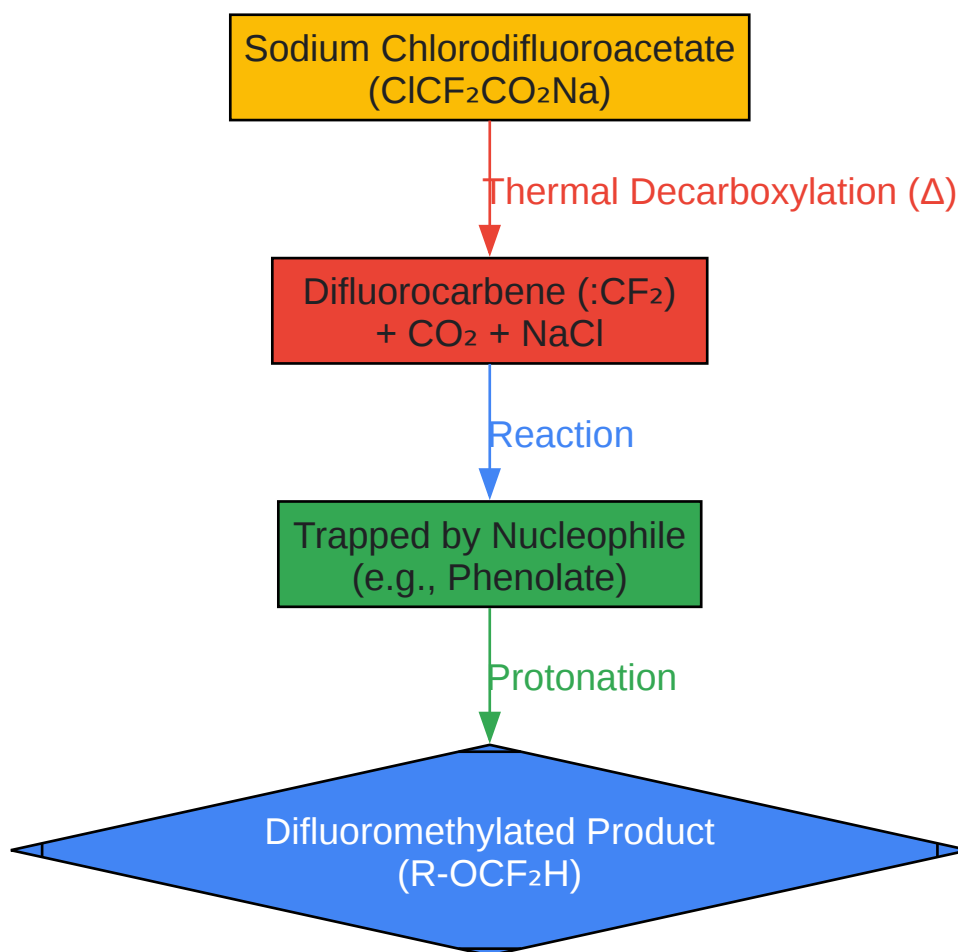 Sodium Chlorodifluoroacetate
(ClCF₂CO₂Na)
Thermal Decarboxylation (Δ)
Difluorocarbene (:CF₂)
+ CO₂ + NaCl
Reaction
Trapped by Nucleophile
(e.g., Phenolate)
Protonation
Difluoromethylated Product
(R-OCF₂H)